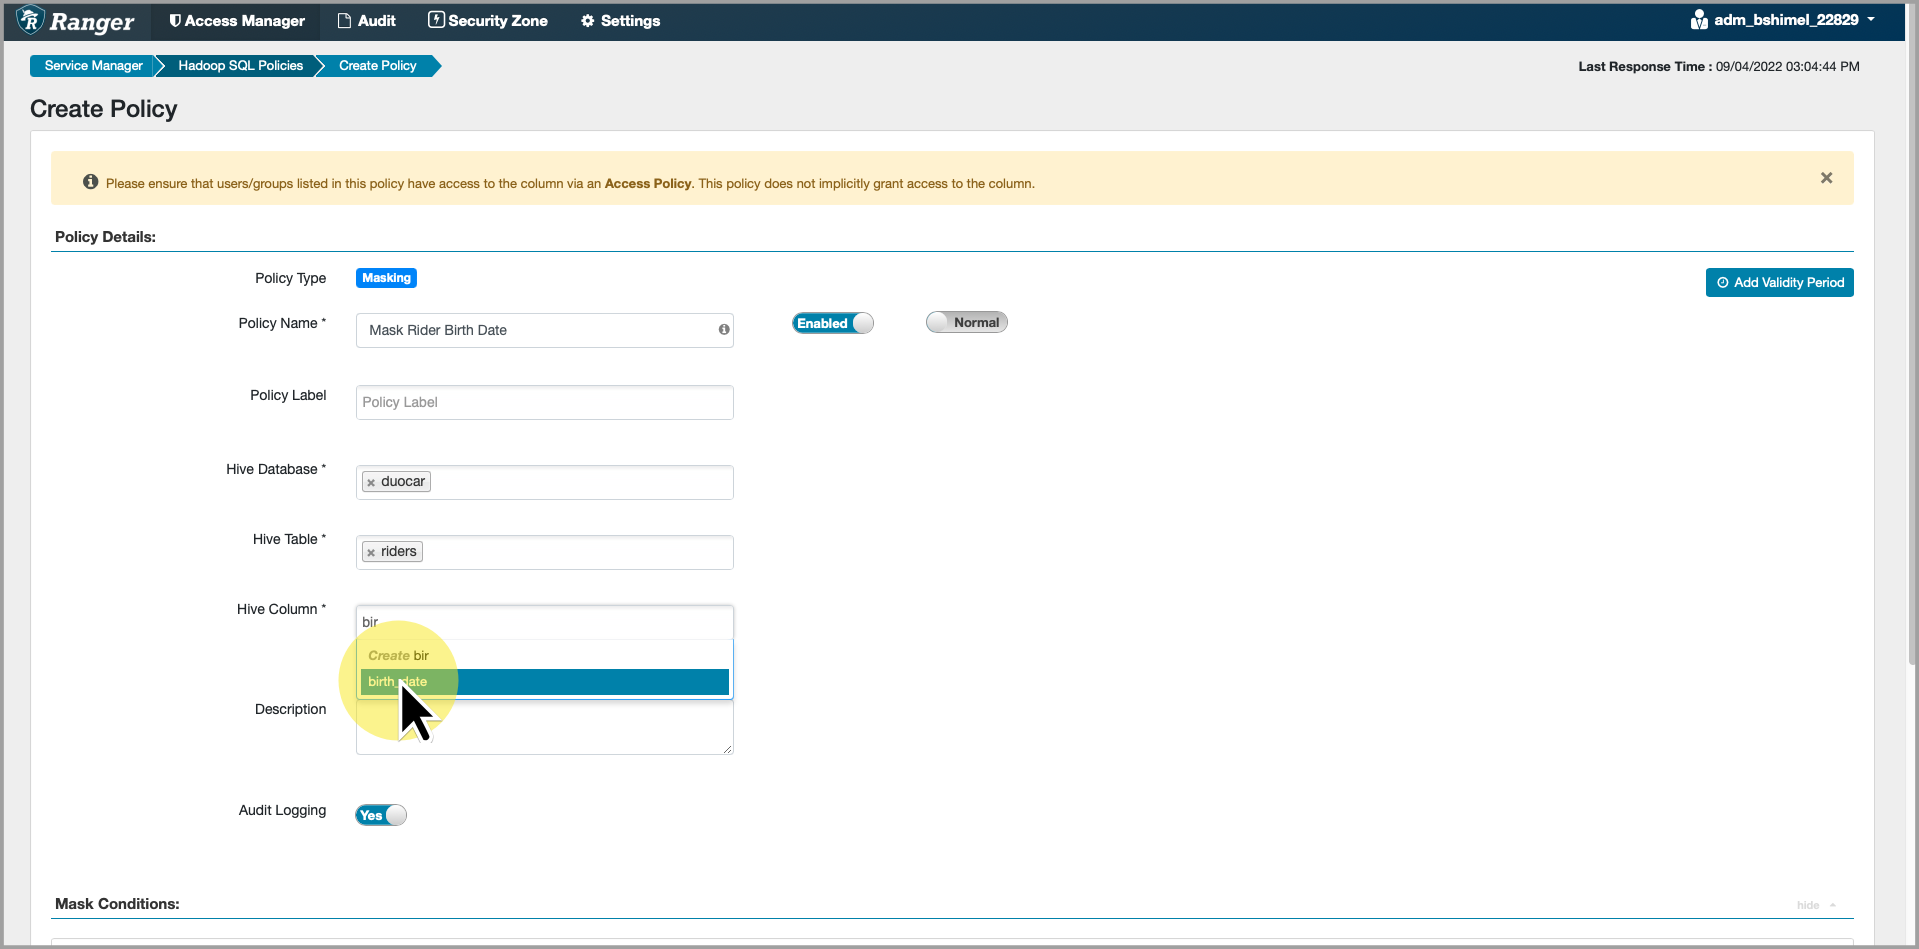 Ranger Access Manager Audit Security Zone Settings adm_bshimel_22829
Service Manager Hadoop SQL Policies Create Policy Last Response Time : 09/04/2022 03:04:44 PM
Create Policy
Please ensure that users/groups listed in this policy have access to the column via an Access Policy. This policy does not implicitly grant access to the column. ×
Policy Details:
Policy Type Masking Add Validity Period
Policy Name * Mask Rider Birth Date Enabled Normal
Policy Label Policy Label
Hive Database * × duocar
Hive Table * × riders
Hive Column * bir
Create bir
birth_date
Description
Audit Logging Yes
Mask Conditions: hide